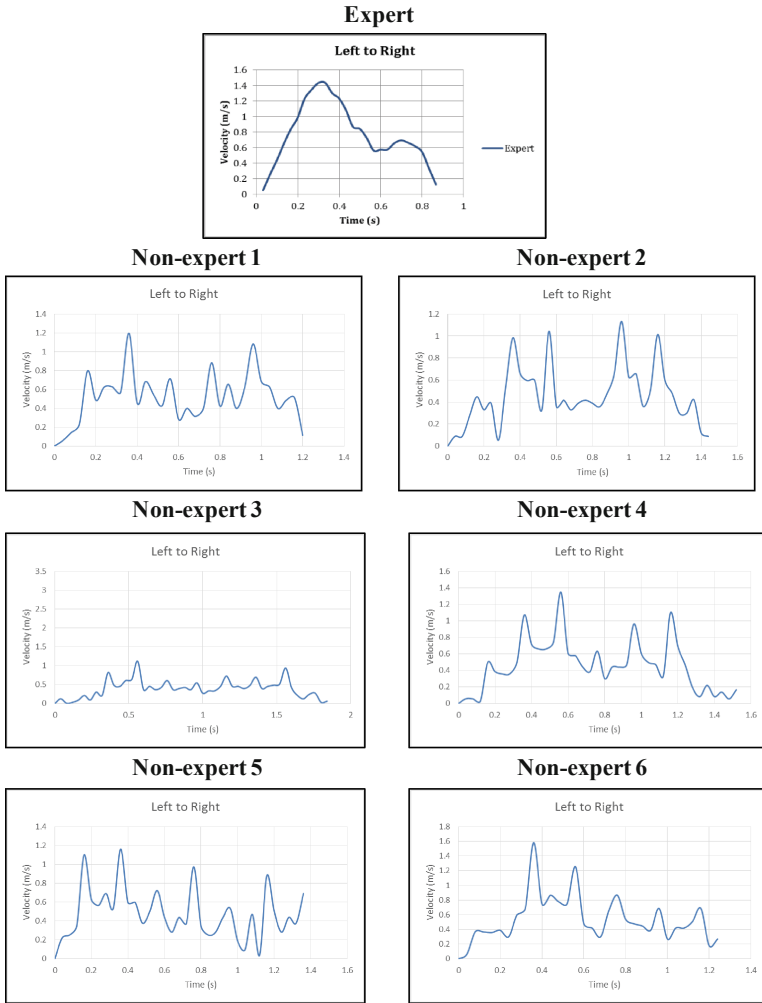 Expert
Left to Right
1.6
1.4
1.2
1
0.8
0.6
0.4
0.2
0
Velocity (m/s)
0 0.2 0.4 0.6 0.8 1
Time (s)
Expert
Non-expert 1
Left to Right
1.4
1.2
1
0.8
0.6
0.4
0.2
0
Velocity (m/s)
0 0.2 0.4 0.6 0.8 1 1.2 1.4
Time (s)
Non-expert 2
Left to Right
1.2
1
0.8
0.6
0.4
0.2
0
Velocity (m/s)
0 0.2 0.4 0.6 0.8 1 1.2 1.4 1.6
Time (s)
Non-expert 3
Left to Right
3.5
3
2.5
2
1.5
1
0.5
0
Velocity (m/s)
0 0.5 1 1.5 2
Time (s)
Non-expert 4
Left to Right
1.6
1.4
1.2
1
0.8
0.6
0.4
0.2
0
Velocity (m/s)
0 0.2 0.4 0.6 0.8 1 1.2 1.4 1.6
Time (s)
Non-expert 5
Left to Right
1.4
1.2
1
0.8
0.6
0.4
0.2
0
Velocity (m/s)
0 0.2 0.4 0.6 0.8 1 1.2 1.4 1.6
Time (s)
Non-expert 6
Left to Right
1.8
1.6
1.4
1.2
1
0.8
0.6
0.4
0.2
0
Velocity (m/s)
0 0.2 0.4 0.6 0.8 1 1.2 1.4
Time (s)